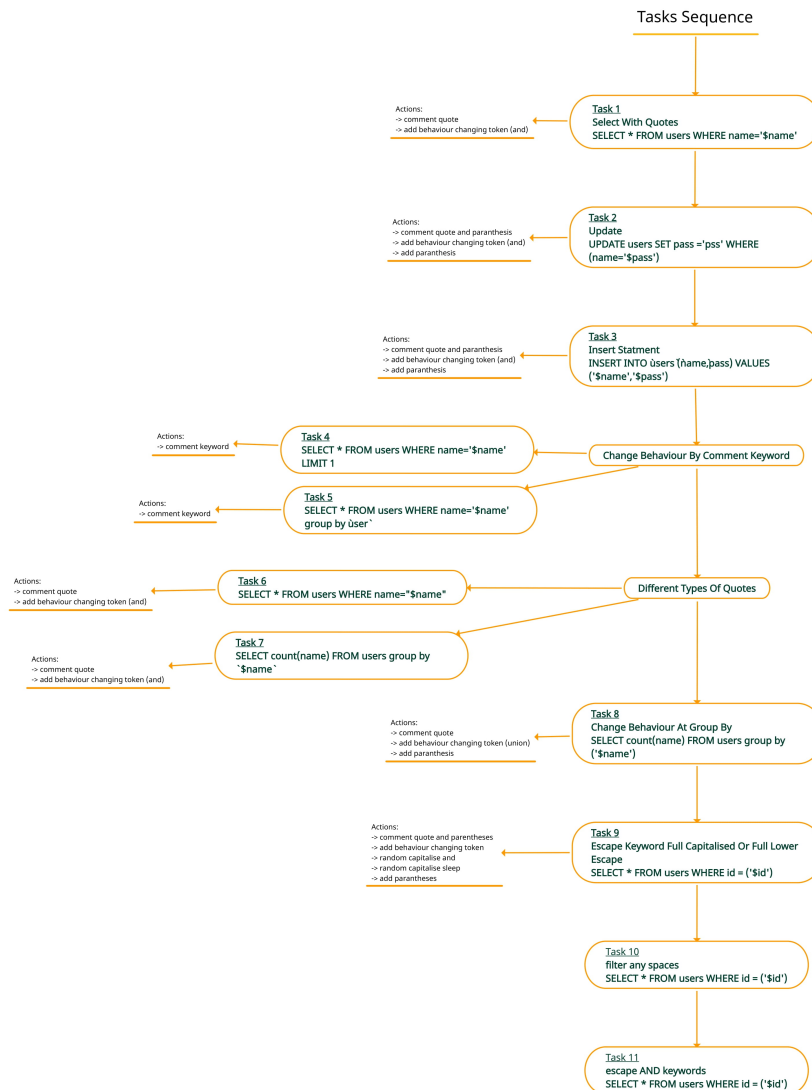 Tasks Sequence
Actions:
-> comment quote
-> add behaviour changing token (and)
Task 1
Select With Quotes
SELECT * FROM users WHERE name='$name'
Actions:
-> comment quote and paranthesis
-> add behaviour changing token (and)
-> add paranthesis
Task 2
Update
UPDATE users SET pass ='pss' WHERE
(name='$pass')
Actions:
-> comment quote and paranthesis
-> add behaviour changing token (and)
-> add paranthesis
Task 3
Insert Statment
INSERT INTO `users`(`name,`pass) VALUES
('$name','$pass')
Actions:
-> comment keyword
Task 4
SELECT * FROM users WHERE name='$name'
LIMIT 1
Change Behaviour By Comment Keyword
Actions:
-> comment keyword
Task 5
SELECT * FROM users WHERE name='$name'
group by `user`
Actions:
-> comment quote
-> add behaviour changing token (and)
Task 6
SELECT * FROM users WHERE name="$name"
Different Types Of Quotes
Actions:
-> comment quote
-> add behaviour changing token (and)
Task 7
SELECT count(name) FROM users group by
`$name`
Actions:
-> comment quote
-> add behaviour changing token (union)
-> add paranthesis
Task 8
Change Behaviour At Group By
SELECT count(name) FROM users group by
('$name')
Actions:
-> comment quote and parentheses
-> add behaviour changing token
-> random capitalise and
-> random capitalise sleep
-> add parantheses
Task 9
Escape Keyword Full Capitalised Or Full Lower
Escape
SELECT * FROM users WHERE id = ('$id')
Task 10
filter any spaces
SELECT * FROM users WHERE id = ('$id')
Task 11
escape AND keywords
SELECT * FROM users WHERE id = ('$id')